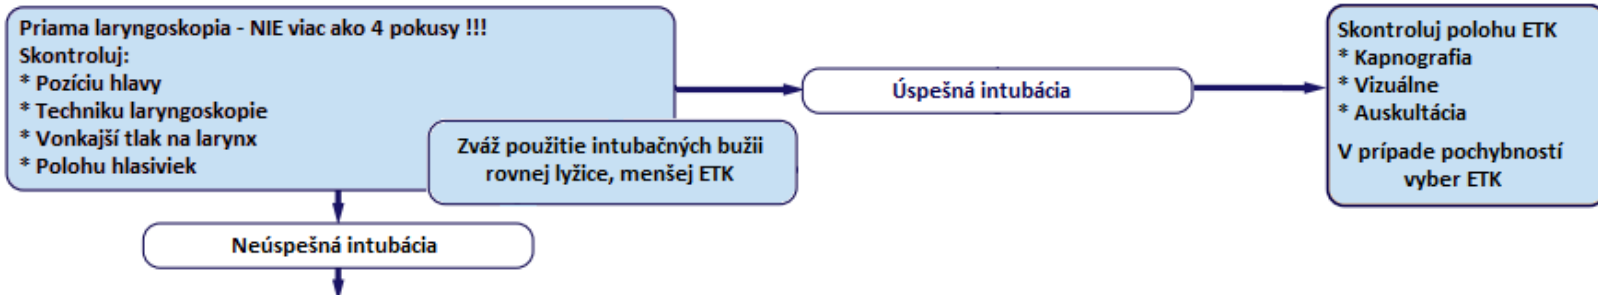 Priama laryngoskopia - NIE viac ako 4 pokusy !!!
Skontroluj:
* Pozíciu hlavy
* Techniku laryngoskopie
* Vonkajší tlak na larynx
* Polohu hlasiviek
Zváž použitie intubačných bužii
rovnej lyžice, menšej ETK
Úspešná intubácia
Skontroluj polohu ETK
* Kapnografia
* Vizuálne
* Auskultácia
V prípade pochybností
vyber ETK
Neúspešná intubácia